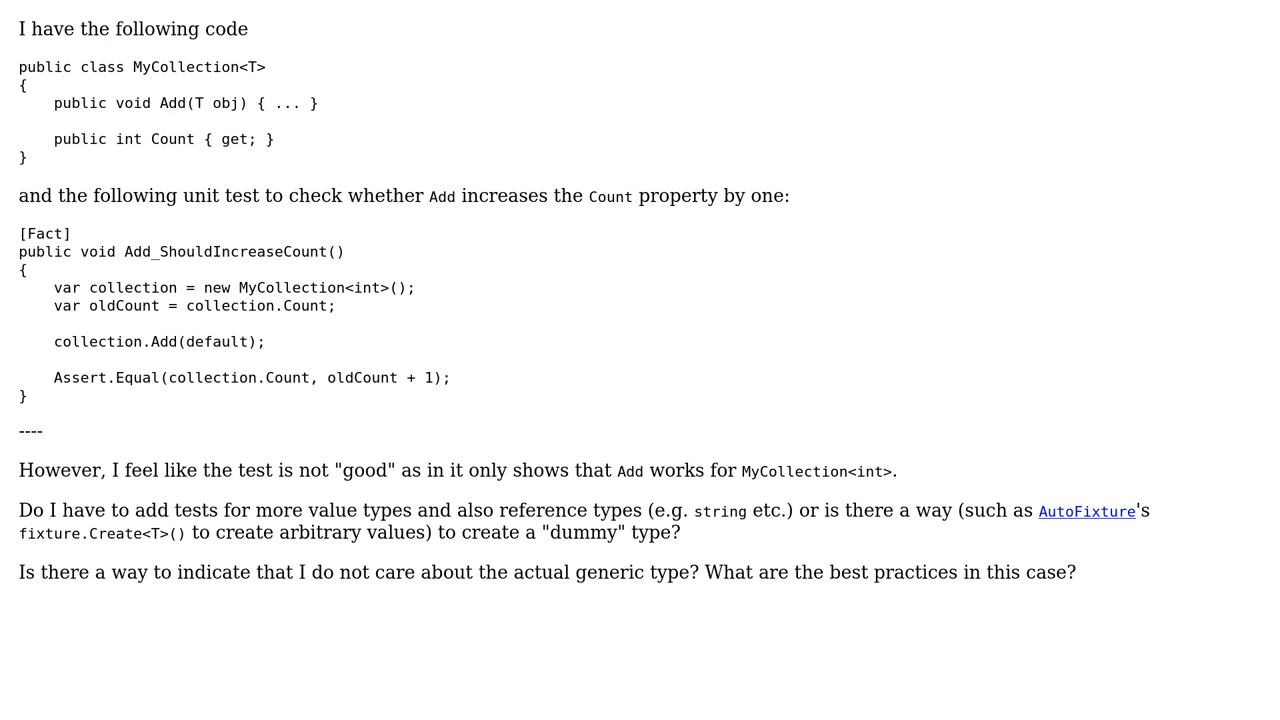 I have the following code
public class MyCollection<T>
{
    public void Add(T obj) { ... }
    public int Count { get; }
}
and the following unit test to check whether Add increases the Count property by one:
[Fact]
public void Add_ShouldIncreaseCount()
{
    var collection = new MyCollection<int>();
    var oldCount = collection.Count;
    collection.Add(default);
    Assert.Equal(collection.Count, oldCount + 1);
}
----
However, I feel like the test is not "good" as in it only shows that Add works for MyCollection<int>.
Do I have to add tests for more value types and also reference types (e.g. string etc.) or is there a way (such as AutoFixture's
fixture.Create<T>() to create arbitrary values) to create a "dummy" type?
Is there a way to indicate that I do not care about the actual generic type? What are the best practices in this case?